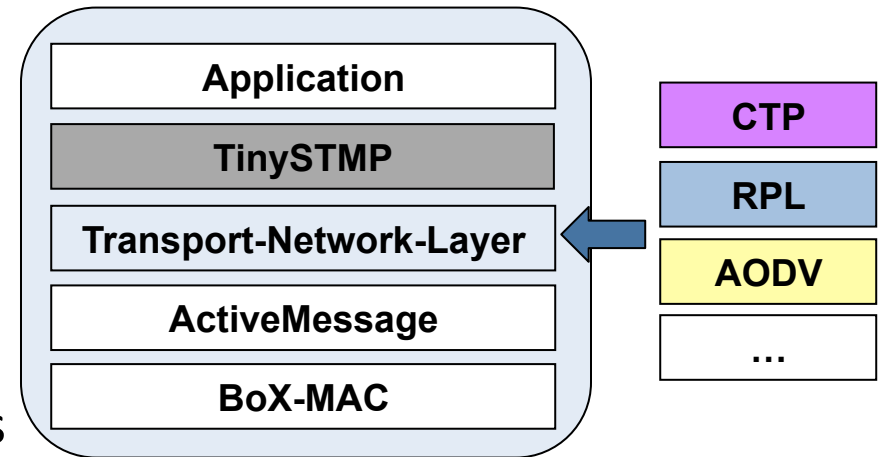 Application
TinySTMP
Transport-Network-Layer
ActiveMessage
BoX-MAC
CTP
RPL
AODV
...
s